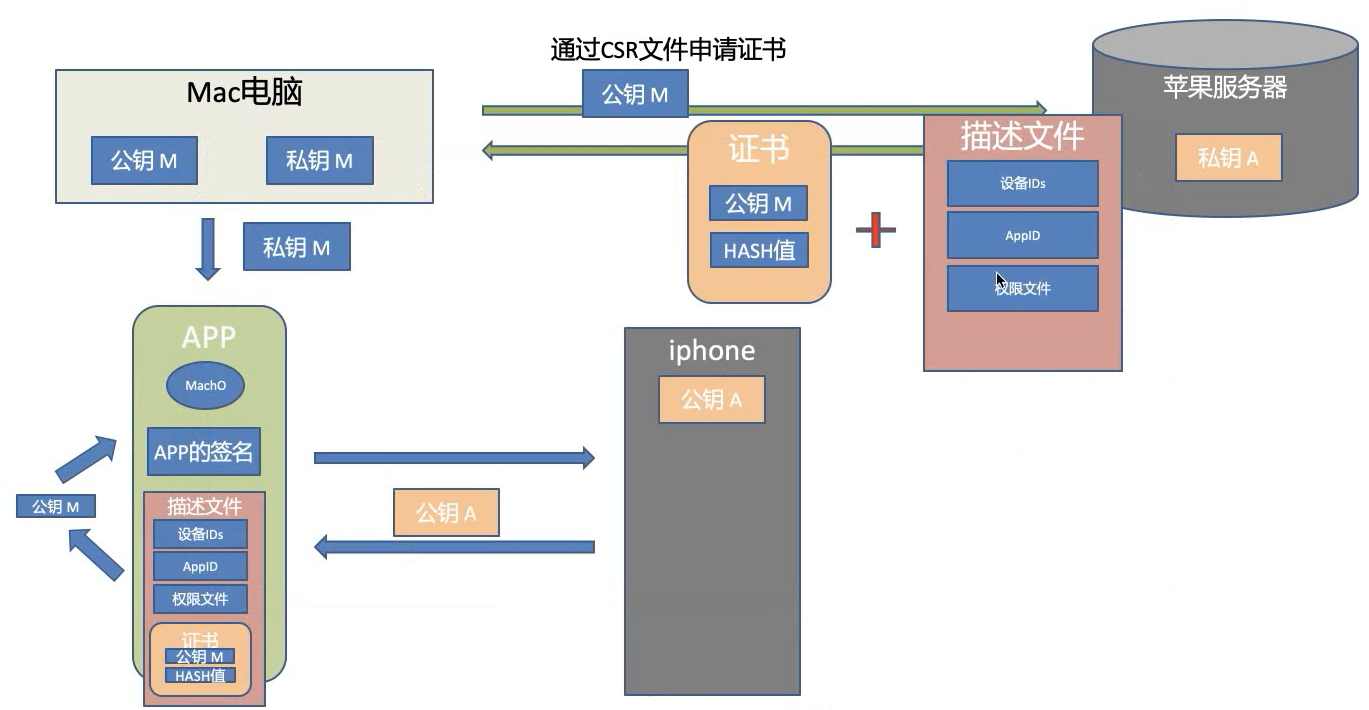 通过CSR文件申请证书
Mac电脑
公钥 M
私钥 M
公钥 M
苹果服务器
私钥 A
证书
公钥 M
HASH值
描述文件
设备IDs
AppID
权限文件
私钥 M
APP
MachO
APP的签名
描述文件
设备IDs
AppID
权限文件
证书
公钥 M
HASH值
公钥 M
iphone
公钥 A
公钥 A